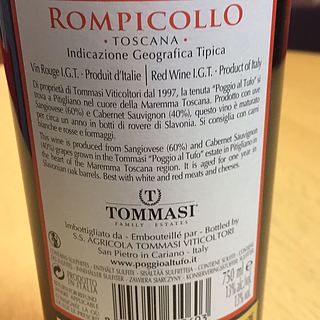 ROMPICOLLO
• TOSCANA •
Indicazione Geografica Tipica
Vin Rouge I.G.T. · Produit d'Italie | Red Wine I.G.T. · Product of Italy
Di proprietà di Tommasi Viticoltori dal 1997, la tenuta "Poggio al Tufo" si
trova a Pitigliano nel cuore della Maremma Toscana. Prodotto con uve
Sangiovese (60%) e Cabernet Sauvignon (40%), questo vino è maturato
per circa un anno in botti di rovere di Slavonia. Si consiglia con carni
bianche e rosse e formaggi.
This wine is produced from Sangiovese (60%) and Cabernet Sauvignon
(40%) grapes grown in the Tommasi "Poggio al Tufo" estate in Pitigliano in
the heart of the Maremma Toscana region. It is aged for one year in
Slavonian oak barrels. Best with white and red meats and cheeses.
T
TOMMASI
FAMILY · ESTATES
Imbottigliato da - Embouteillé par - Bottled by
S.S. AGRICOLA TOMMASI VITICOLTORI
San Pietro in Cariano - Italy
www.poggioaltufo.com
PRODOTTO
IN ITALIA
750 ml e
13% alc./vol.